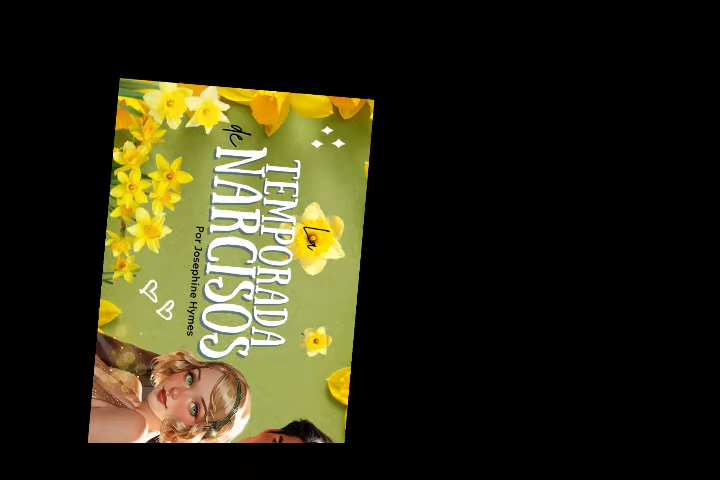 La
TEMPORADA
de
NARCISOS
Por Josephine Hymes